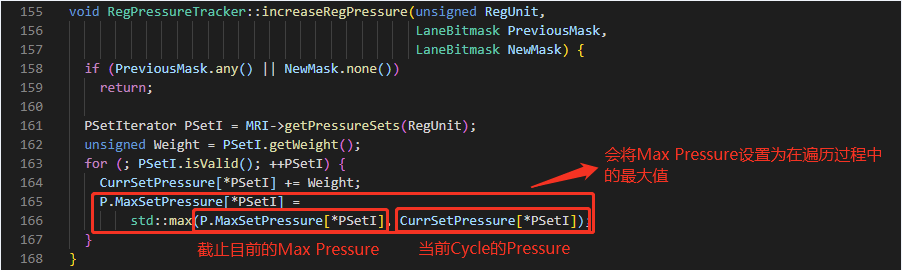 155 void RegPressureTracker::increaseRegPressure(unsigned RegUnit,
156 LaneBitmask PreviousMask,
157 LaneBitmask NewMask) {
158 if (PreviousMask.any() || NewMask.none())
159 return;
160
161 PSetIterator PSetI = MRI->getPressureSets(RegUnit);
162 unsigned Weight = PSetI.getWeight();
163 for (; PSetI.isValid(); ++PSetI) {
164 CurrSetPressure[*PSetI] += Weight;
会将Max Pressure设置为在遍历过程中
的最大值
165 P.MaxSetPressure[*PSetI] =
166 std::max(P.MaxSetPressure[*PSetI], CurrSetPressure[*PSetI]);
167 }
截止目前的Max Pressure 当前Cycle的Pressure
168 }